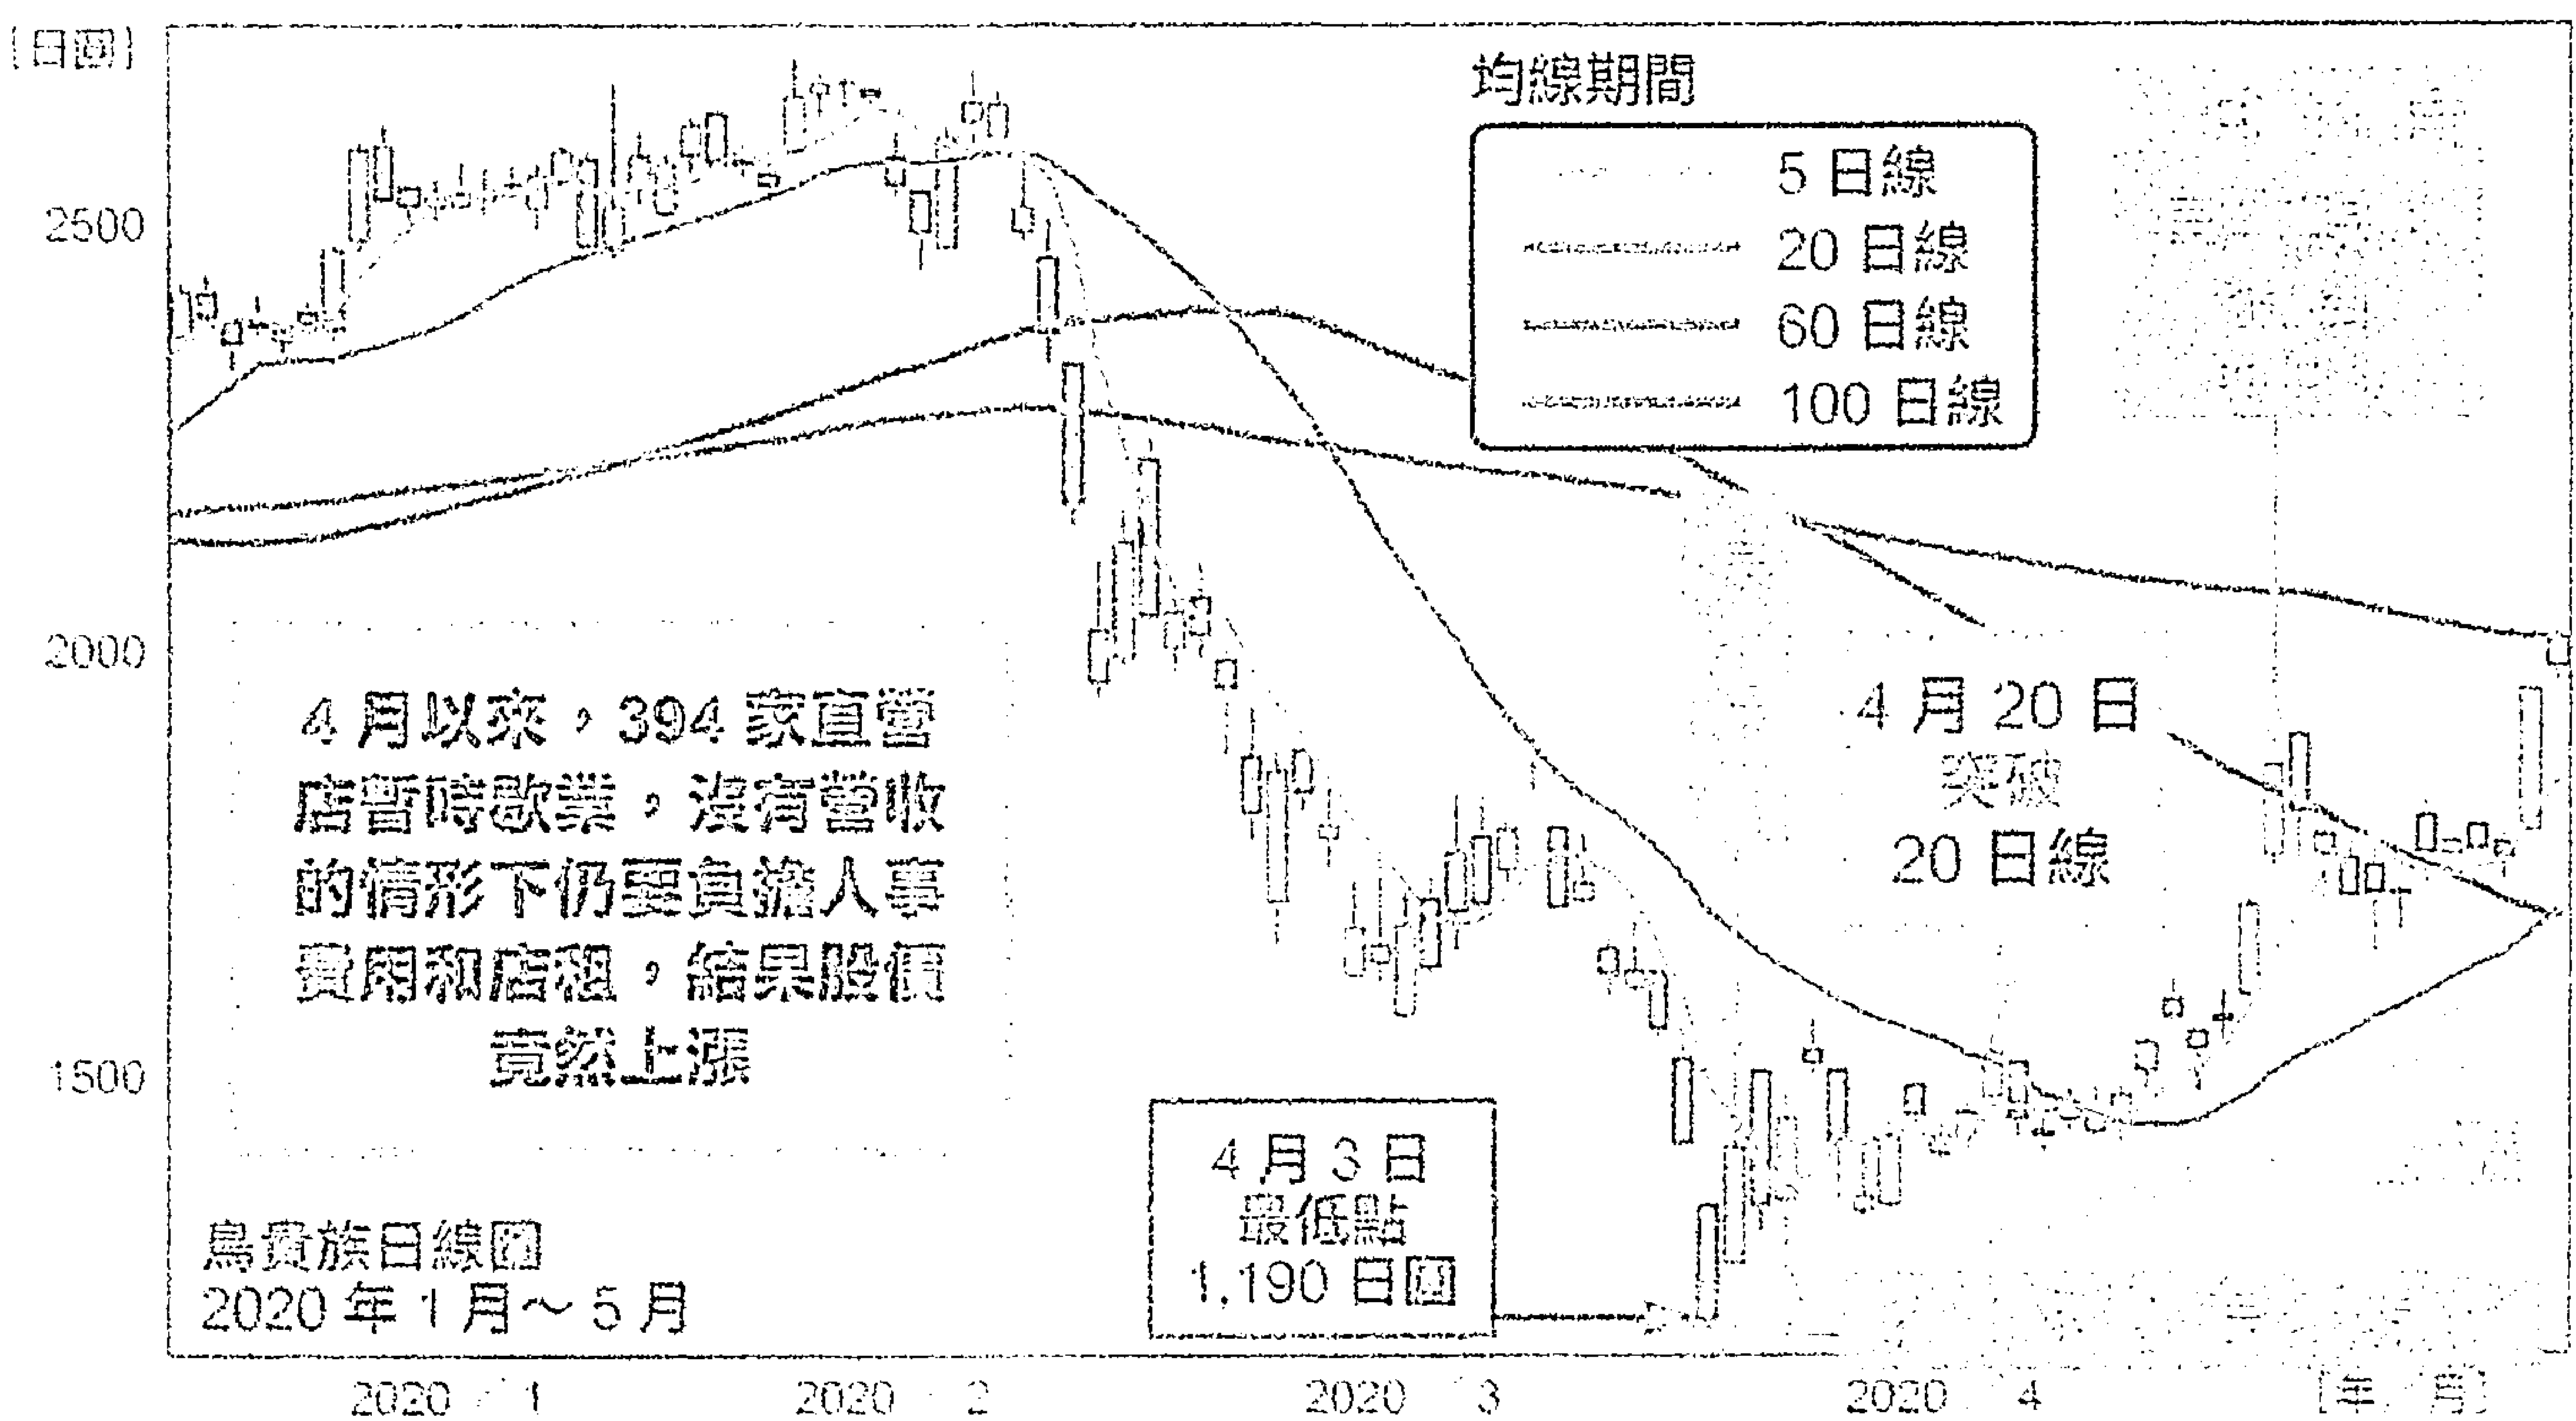 ［日圓］
均線期間
5 日線
20 日線
60 日線
100 日線
2500
2000
1500
4 月以來，394 家直營
店暫時歇業，沒有營收
的情形下仍要負擔人事
費用和店租，結果股價
竟然上漲
4 月 20 日
突破
20 日線
4 月 3 日
最低點
1,190 日圓
鳥貴族日線圖
2020 年 1 月～5 月
2020 / 1
2020 2
2020 3
2020 4
［年／月］